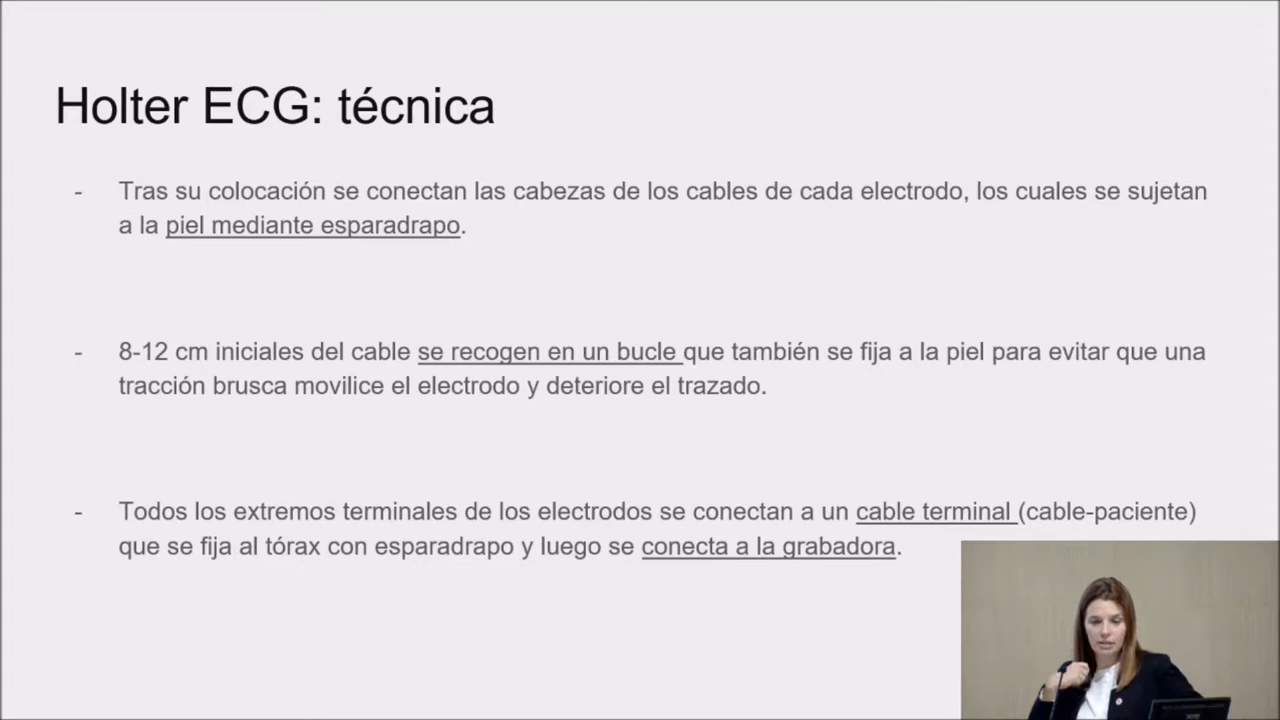 Holter ECG: técnica
- Tras su colocación se conectan las cabezas de los cables de cada electrodo, los cuales se sujetan
a la piel mediante esparadrapo.
- 8-12 cm iniciales del cable se recogen en un bucle que también se fija a la piel para evitar que una
tracción brusca movilice el electrodo y deteriore el trazado.
- Todos los extremos terminales de los electrodos se conectan a un cable terminal (cable-paciente)
que se fija al tórax con esparadrapo y luego se conecta a la grabadora.